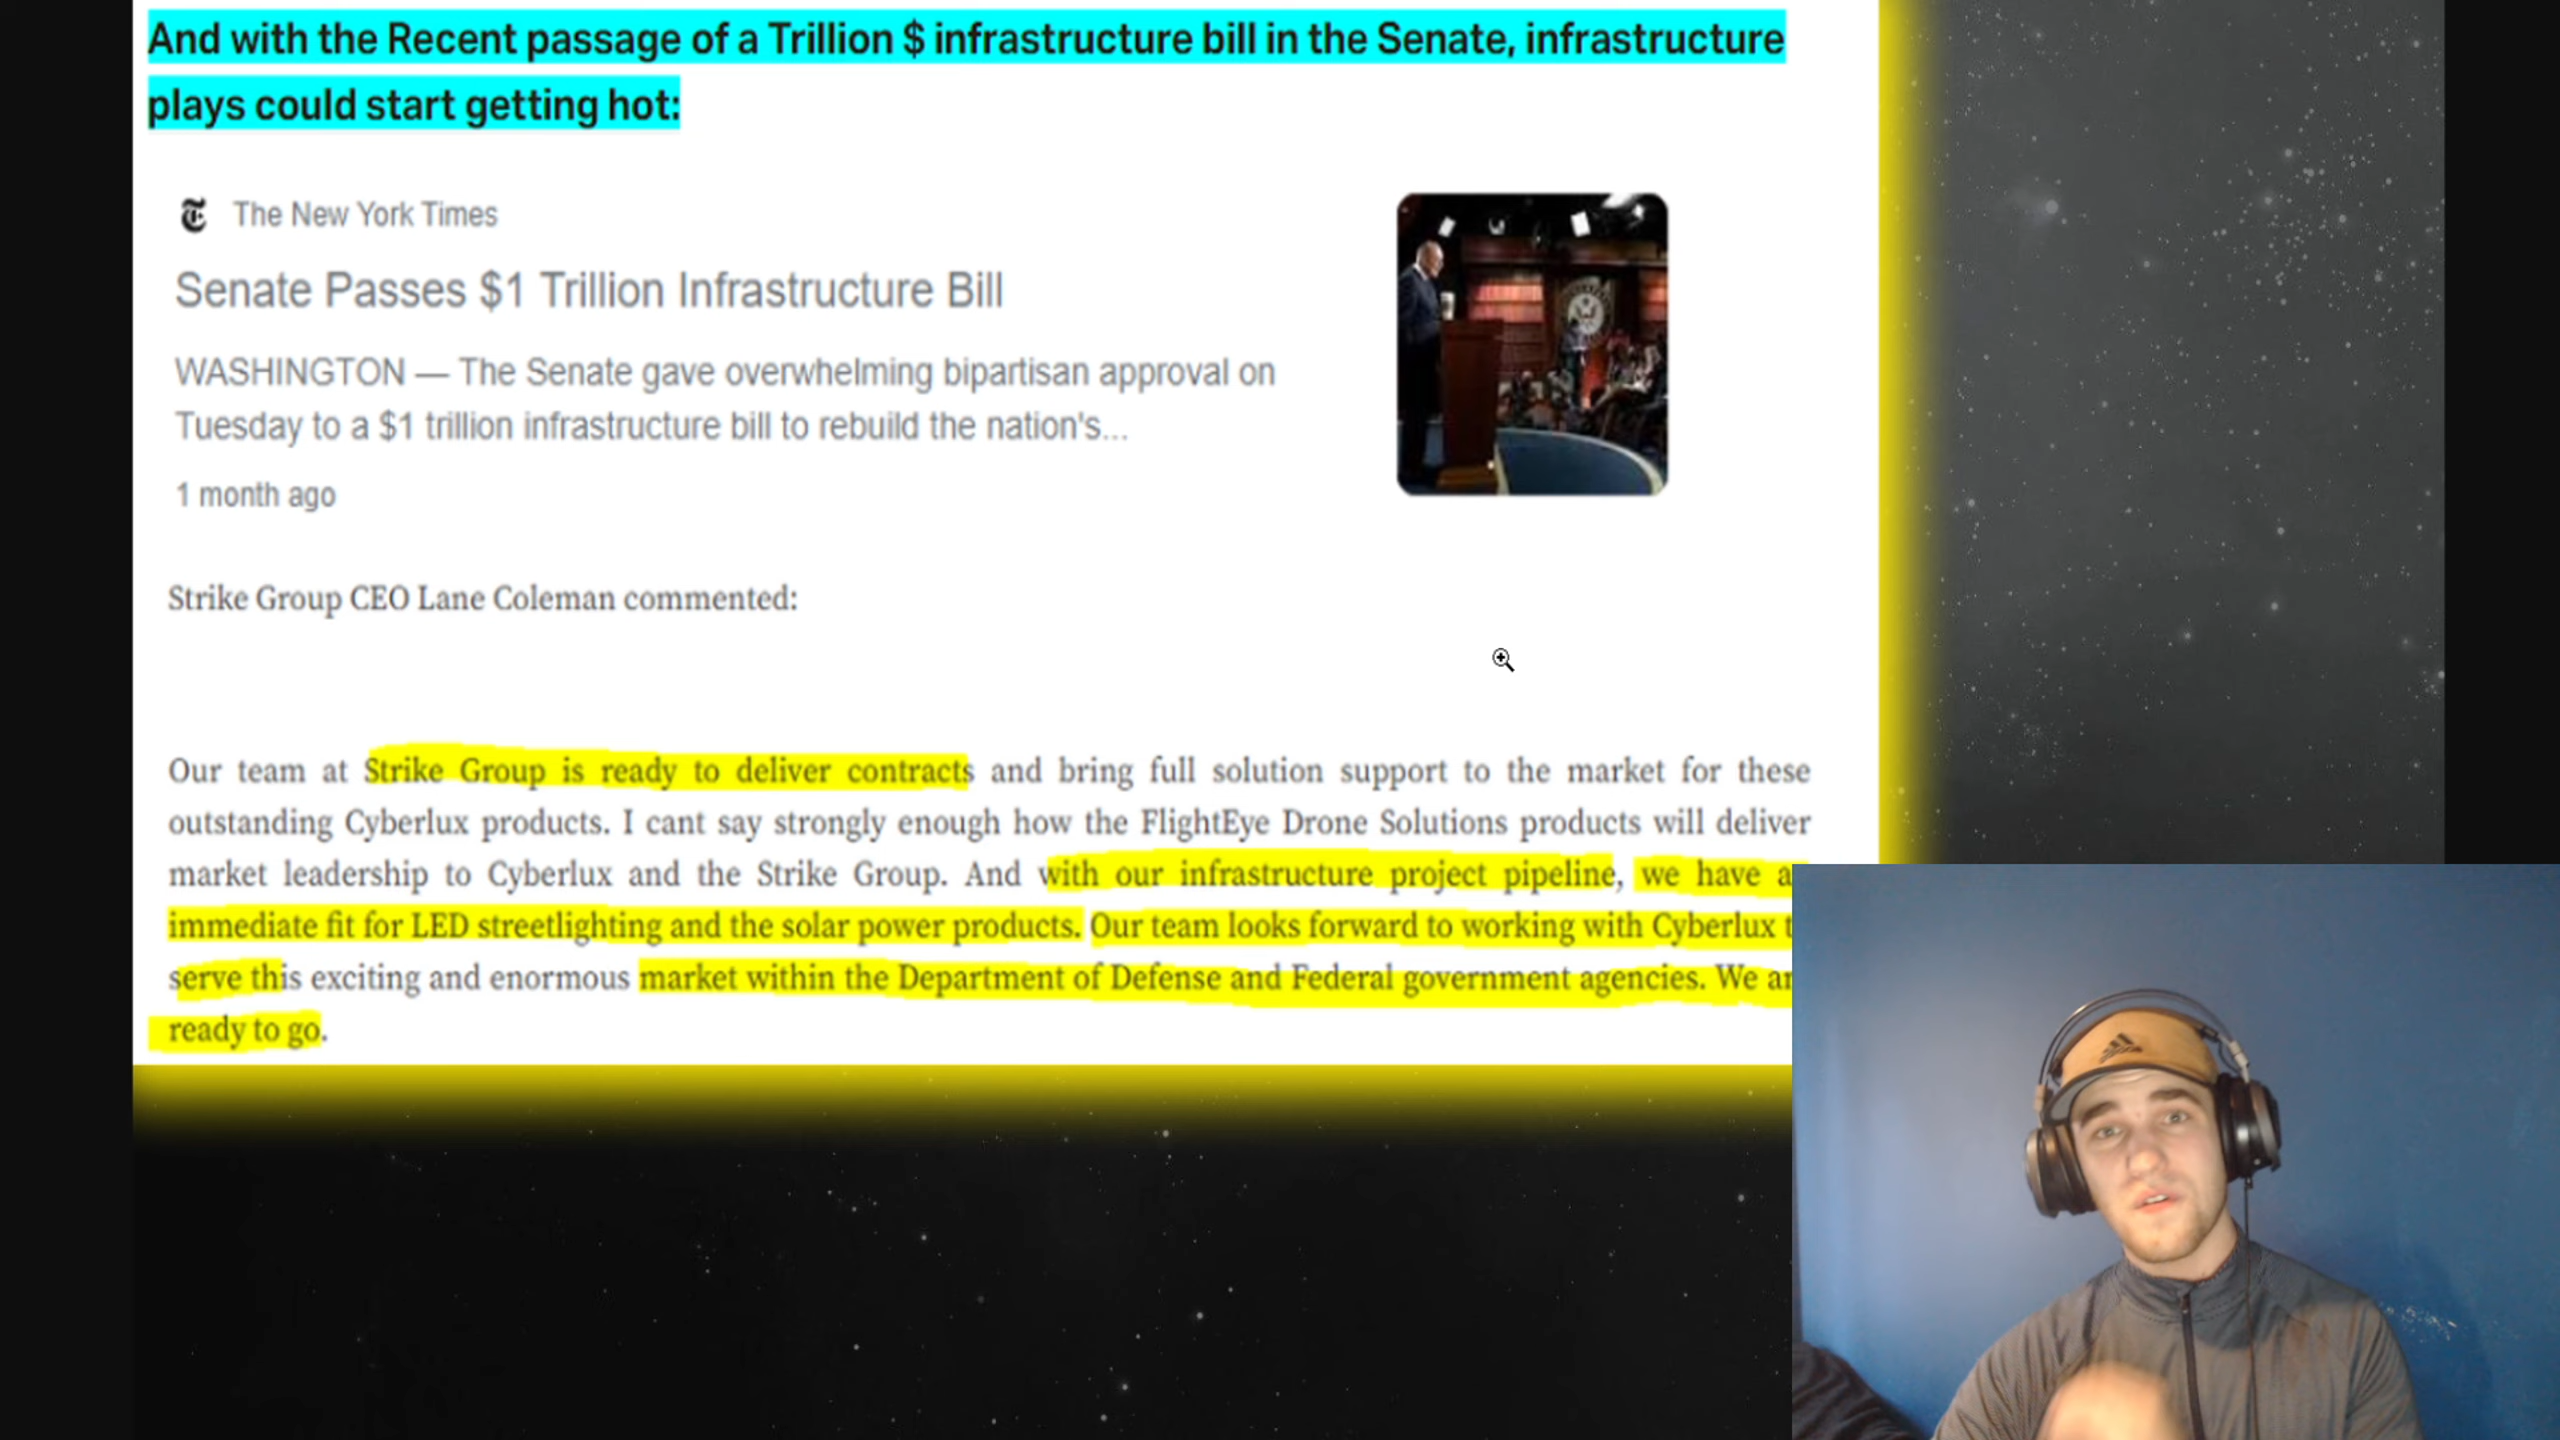 And with the Recent passage of a Trillion $ infrastructure bill in the Senate, infrastructure
plays could start getting hot:
The New York Times
Senate Passes $1 Trillion Infrastructure Bill
WASHINGTON — The Senate gave overwhelming bipartisan approval on
Tuesday to a $1 trillion infrastructure bill to rebuild the nation's...
1 month ago
Strike Group CEO Lane Coleman commented:
Our team at Strike Group is ready to deliver contracts and bring full solution support to the market for these
outstanding Cyberlux products. I cant say strongly enough how the FlightEye Drone Solutions products will deliver
market leadership to Cyberlux and the Strike Group. And with our infrastructure project pipeline, we have a
immediate fit for LED streetlighting and the solar power products. Our team looks forward to working with Cyberlux t
serve this exciting and enormous market within the Department of Defense and Federal government agencies. We ar
ready to go.